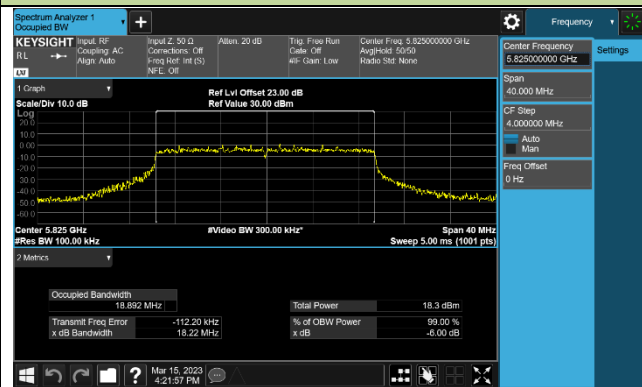 Spectrum Analyzer 1
Occupied BW
Frequency
KEYSIGHT
RL
LXI
Input: RF
Coupling: AC
Align: Auto
Input Z: 50 Ω
Corrections: Off
Freq Ref: Int (S)
NFE: Off
Atten: 20 dB
Trig: Free Run
Gate: Off
#IF Gain: Low
Center Freq: 5.825000000 GHz
Avg|Hold: 50/50
Radio Std: None
Center Frequency
5.825000000 GHz
Settings
Span
40.000 MHz
CF Step
4.000000 MHz
Auto
Man
Freq Offset
0 Hz
1 Graph
Scale/Div 10.0 dB
Ref Lvl Offset 23.00 dB
Ref Value 30.00 dBm
Log
20.0
10.0
0.00
-10.0
-20.0
-30.0
-40.0
-50.0
-60.0
Center 5.825 GHz
#Res BW 100.00 kHz
#Video BW 300.00 kHz*
Span 40 MHz
Sweep 5.00 ms (1001 pts)
2 Metrics
Occupied Bandwidth
18.892 MHz
Total Power 18.3 dBm
Transmit Freq Error -112.20 kHz
% of OBW Power 99.00 %
x dB Bandwidth 18.22 MHz
x dB -6.00 dB
?
Mar 15, 2023
4:21:57 PM